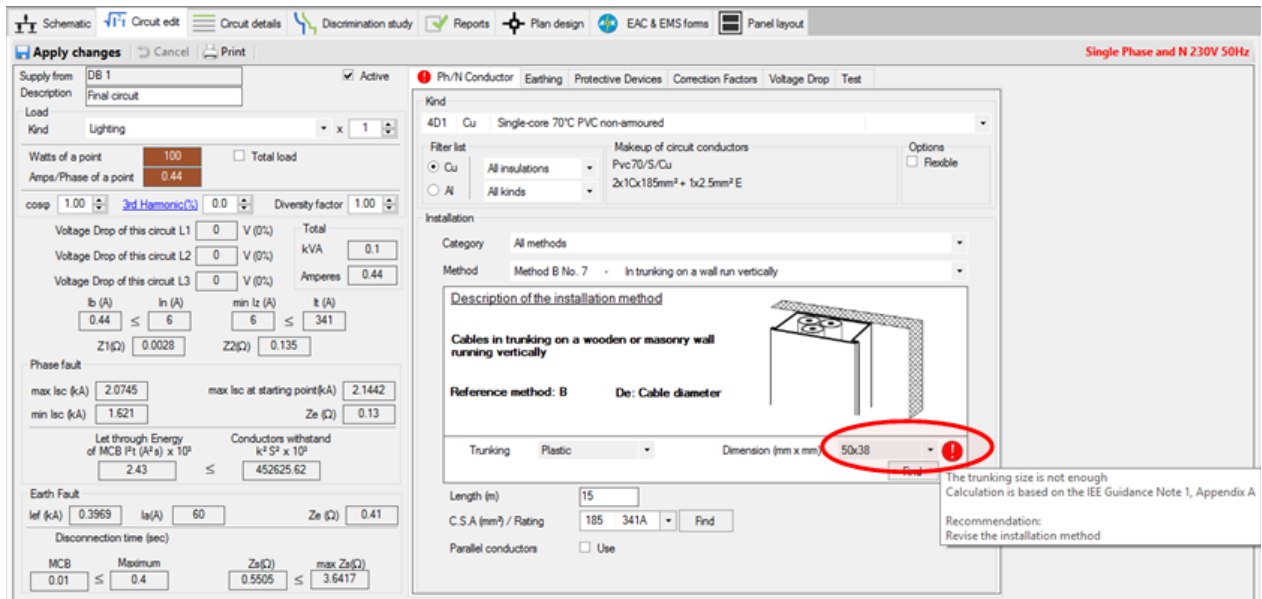 Schematic Circuit edit Circuit details Discrimination study Reports Plan design EAC & EMS forms Panel layout
Apply changes Cancel Print Single Phase and N 230V 50Hz
Supply from DB 1 Active
Description Final circuit
Load
Kind Lighting x 1
Watts of a point 100 Total load
Amps/Phase of a point 0.44
cosφ 1.00 3rd Harmonic(%) 0.0 Diversity factor 1.00
Voltage Drop of this circuit L1 0 V (0%) Total
kVA 0.1
Voltage Drop of this circuit L2 0 V (0%)
Amperes 0.44
Voltage Drop of this circuit L3 0 V (0%)
Ib (A) In (A) min Iz (A) It (A)
0.44 ≤ 6 6 ≤ 341
Z1(Ω) 0.0028 Z2(Ω) 0.135
Phase fault
max Isc (kA) 2.0745 max Isc at starting point(kA) 2.1442
min Isc (kA) 1.621 Ze (Ω) 0.13
Let through Energy Conductors withstand
of MCB I²t (A²s) x 10³ k² S² x 10³
2.43 ≤ 452625.62
Earth Fault
Ief (kA) 0.3969 Ia(A) 60 Ze (Ω) 0.41
Disconnection time (sec)
MCB Maximum Zs(Ω) max Zs(Ω)
0.01 ≤ 0.4 0.5505 ≤ 3.6417
! Ph/N Conductor Earthing Protective Devices Correction Factors Voltage Drop Test
Kind
4D1 Cu Single-core 70°C PVC non-armoured
Filter list Makeup of circuit conductors Options
Cu All insulations Pvc70/S/Cu Flexible
Al All kinds 2x1Cx185mm² + 1x2.5mm² E
Installation
Category All methods
Method Method B No. 7 - In trunking on a wall run vertically
Description of the installation method
Cables in trunking on a wooden or masonry wall
running vertically
Reference method: B De: Cable diameter
Trunking Plastic Dimension (mm x mm) 50x38 !
Find
The trunking size is not enough
Calculation is based on the IEE Guidance Note 1, Appendix A
Recommendation:
Revise the installation method
Length (m) 15
C.S.A (mm²) / Rating 185 341A Find
Parallel conductors Use